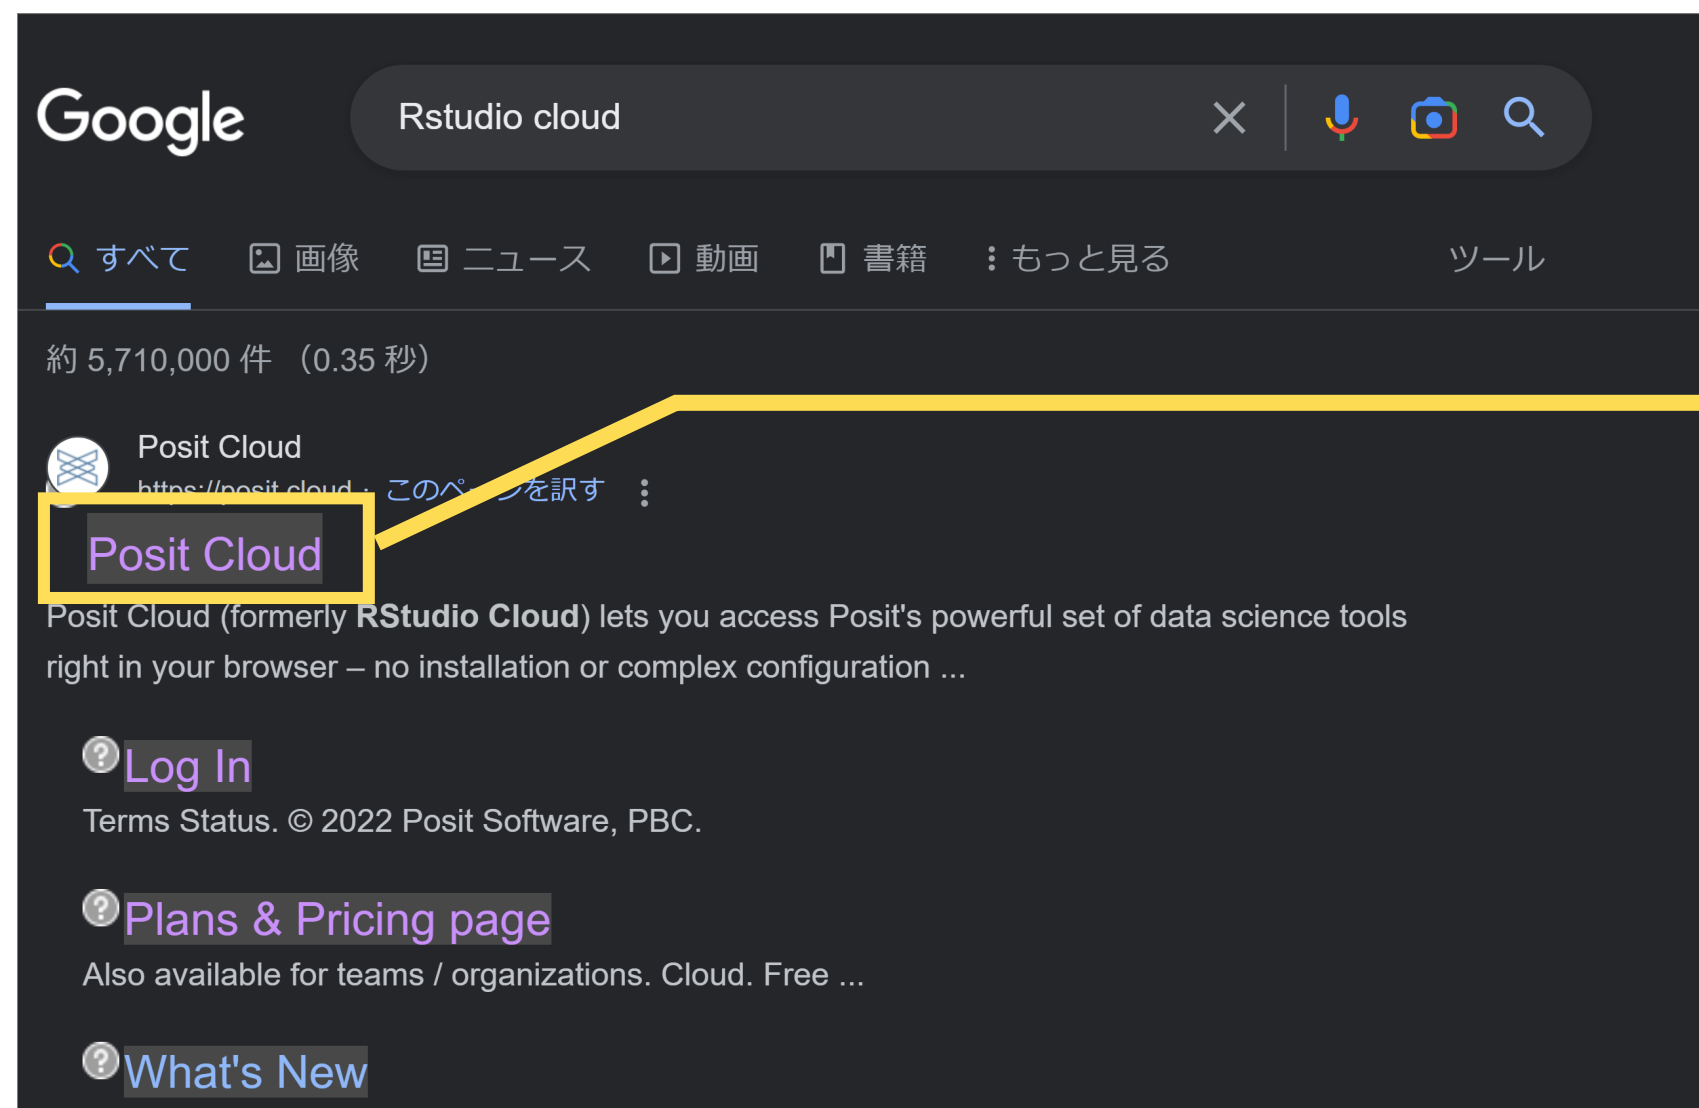 Google
Rstudio cloud
すべて 画像 ニュース 動画 書籍 もっと見る ツール
約 5,710,000 件 （0.35 秒）
Posit Cloud
https://posit.cloud · このページを訳す
Posit Cloud
Posit Cloud (formerly RStudio Cloud) lets you access Posit's powerful set of data science tools
right in your browser – no installation or complex configuration ...
Log In
Terms Status. © 2022 Posit Software, PBC.
Plans & Pricing page
Also available for teams / organizations. Cloud. Free ...
What's New